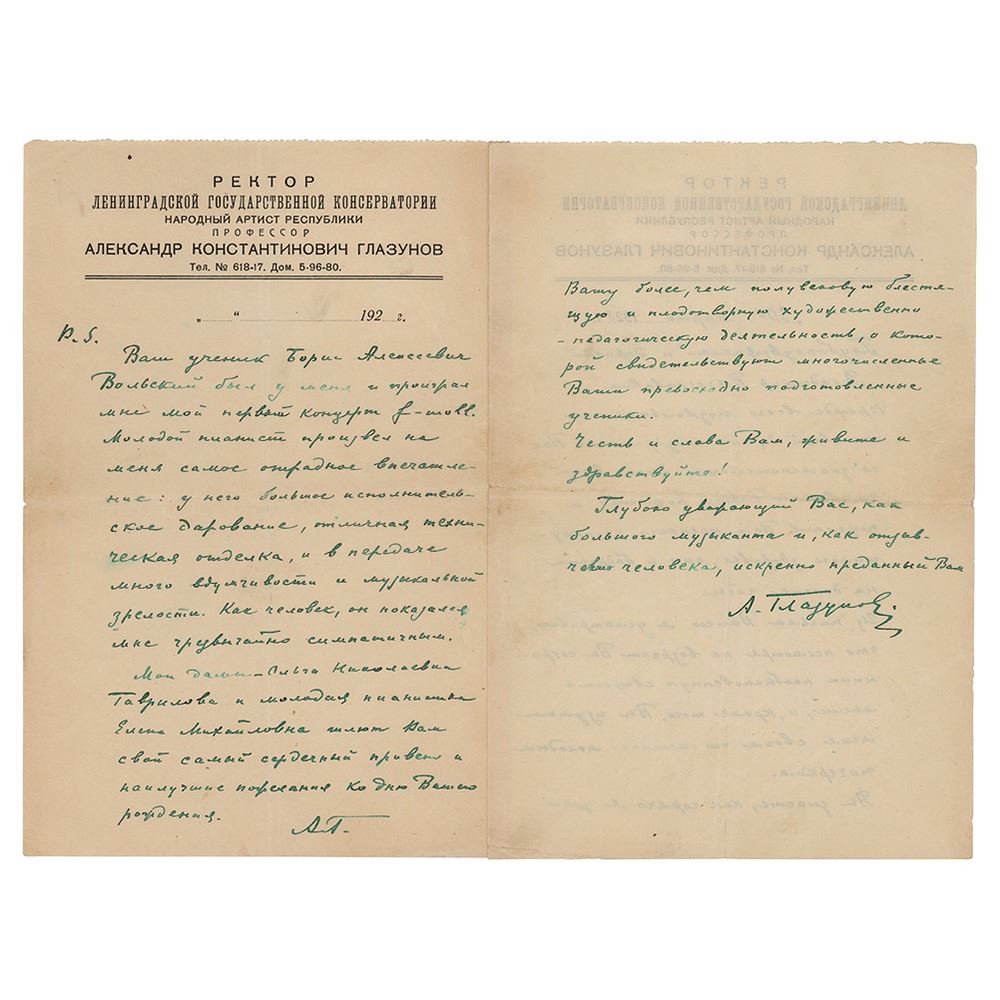 РЕКТОР
ЛЕНИНГРАДСКОЙ ГОСУДАРСТВЕННОЙ КОНСЕРВАТОРИИ
НАРОДНЫЙ АРТИСТ РЕСПУБЛИКИ
ПРОФЕССОР
АЛЕКСАНДР КОНСТАНТИНОВИЧ ГЛАЗУНОВ
Тел. № 618-17. Дом. 5-96-80.
„ “ 192 г.
P.S.
Ваш ученик Борис Алексеевич
Вольский был у меня и проиграл
мне мой первый концерт f-moll.
Молодой пианист произвел на
меня самое отрадное впечатле-
ние: у него большое исполнитель-
ское дарование, отличная техни-
ческая отделка, и в передаче
много вдумчивости и музыкальной
зрелости. Как человек, он показался
мне чрезвычайно симпатичным.
Мои дамы – Ольга Николаевна
Гаврилова и молодая пианистка
Елена Михайловна шлют Вам
свой самый сердечный привет и
наилучшие пожелания ко дню Вашего
рождения.
А.Г.
Вашу более, чем полувековую блестя-
щую и плодотворную художественно
-педагогическую деятельность, о кото-
рой свидетельствуют многочисленные
Ваши превосходно подготовленные
ученики.
Честь и слава Вам, живите и
здравствуйте!
Глубоко уважающий Вас, как
большого музыканта и, как отзыв-
человека, искренно преданный Вам
А. Глазунов.